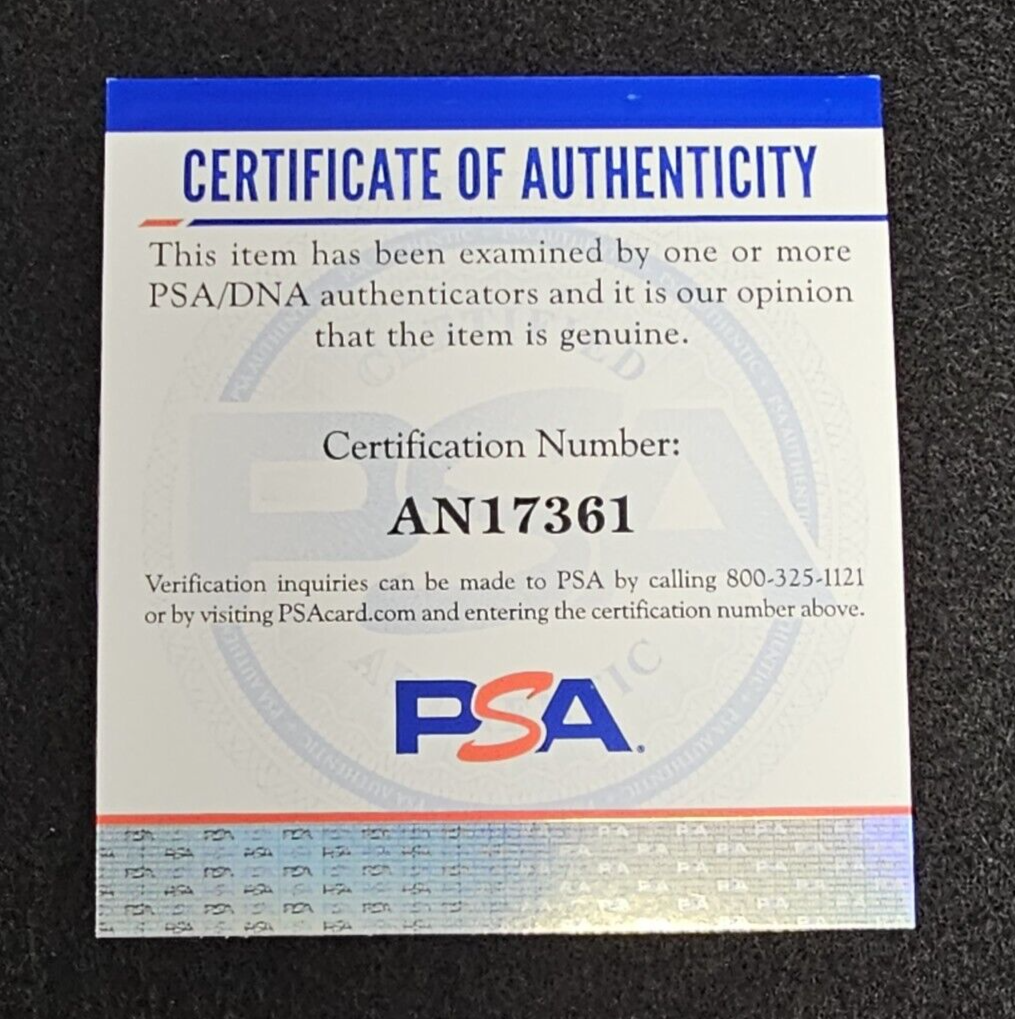 CERTIFICATE OF AUTHENTICITY
This item has been examined by one or more
PSA/DNA authenticators and it is our opinion
that the item is genuine.
CERTIFIED
PSA
Certification Number:
AN17361
Verification inquiries can be made to PSA by calling 800-325-1121
or by visiting PSAcard.com and entering the certification number above.
PSA.